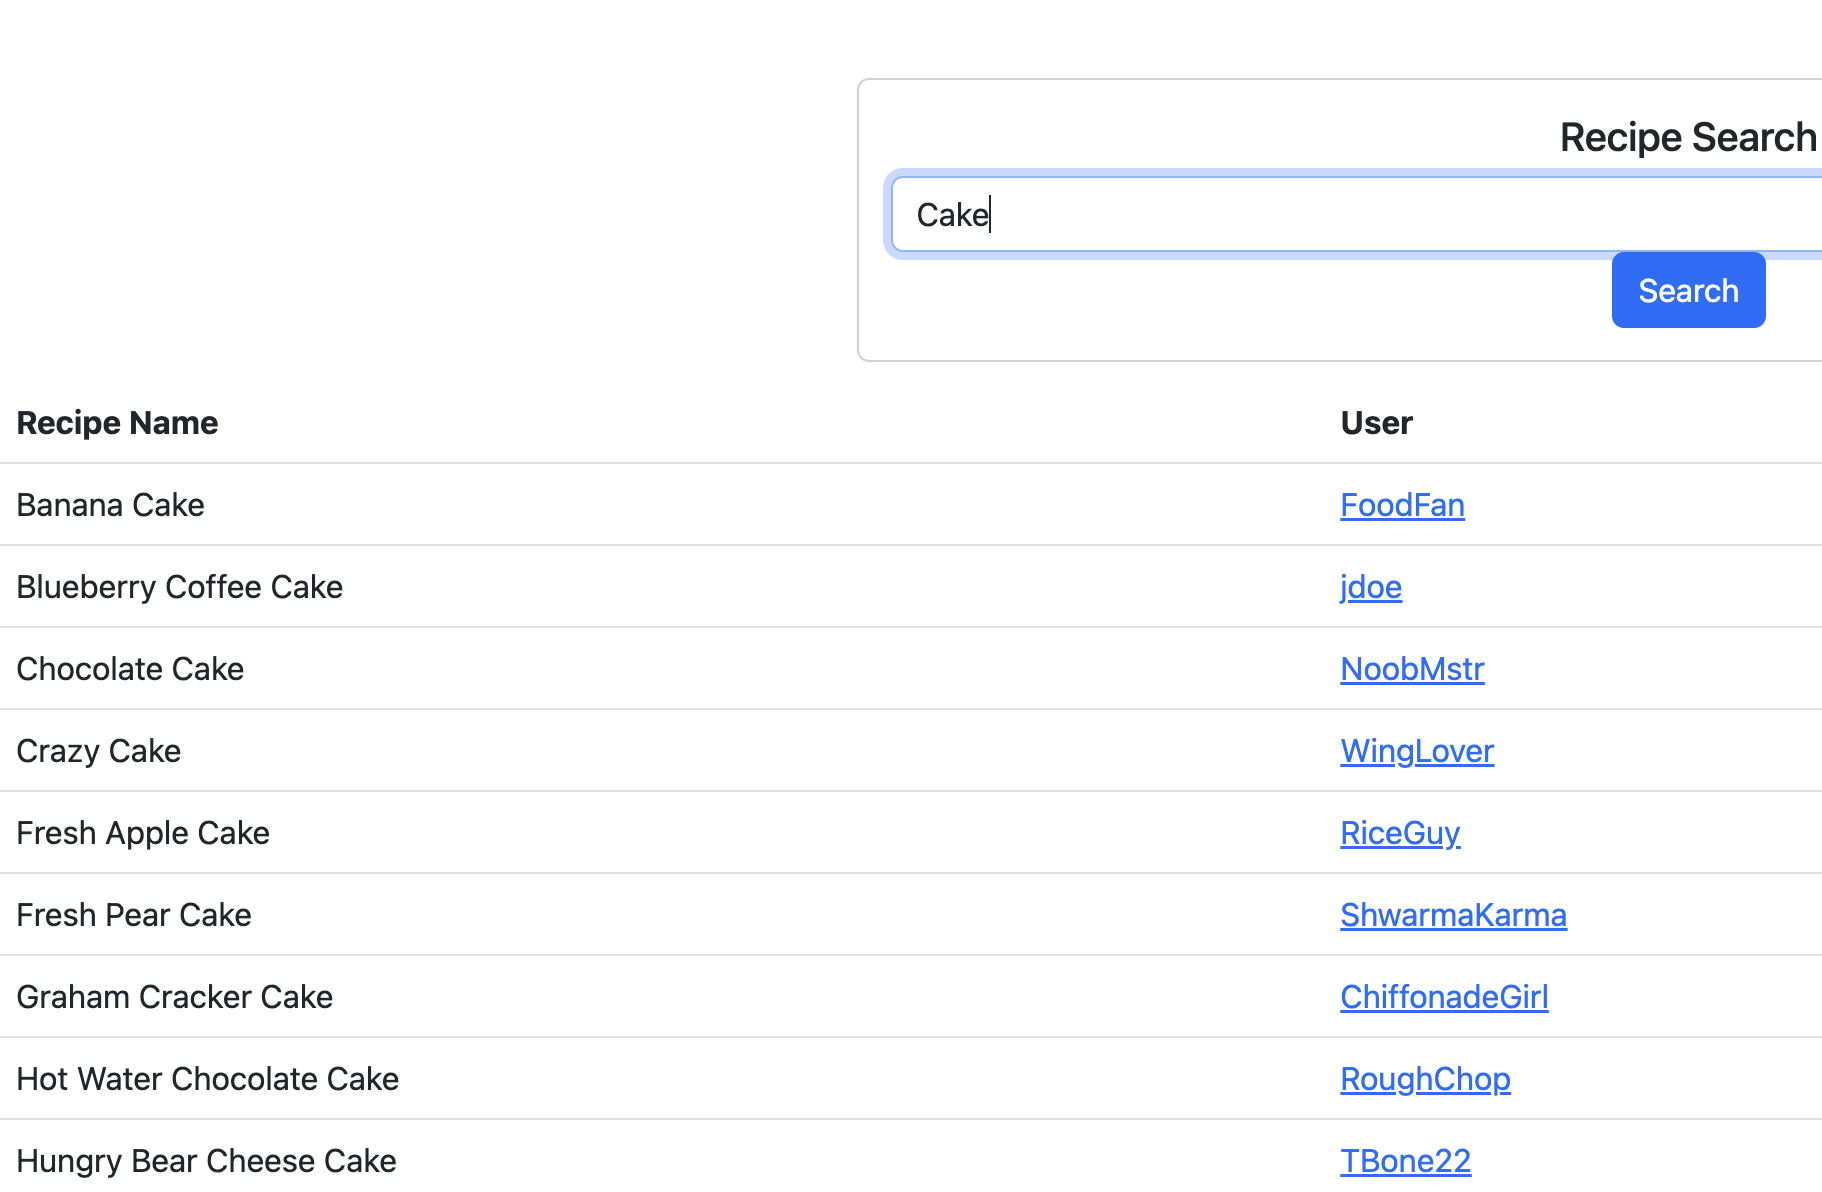 Recipe Search
Cake
Search
Recipe Name User
Banana Cake FoodFan
Blueberry Coffee Cake jdoe
Chocolate Cake NoobMstr
Crazy Cake WingLover
Fresh Apple Cake RiceGuy
Fresh Pear Cake ShwarmaKarma
Graham Cracker Cake ChiffonadeGirl
Hot Water Chocolate Cake RoughChop
Hungry Bear Cheese Cake TBone22